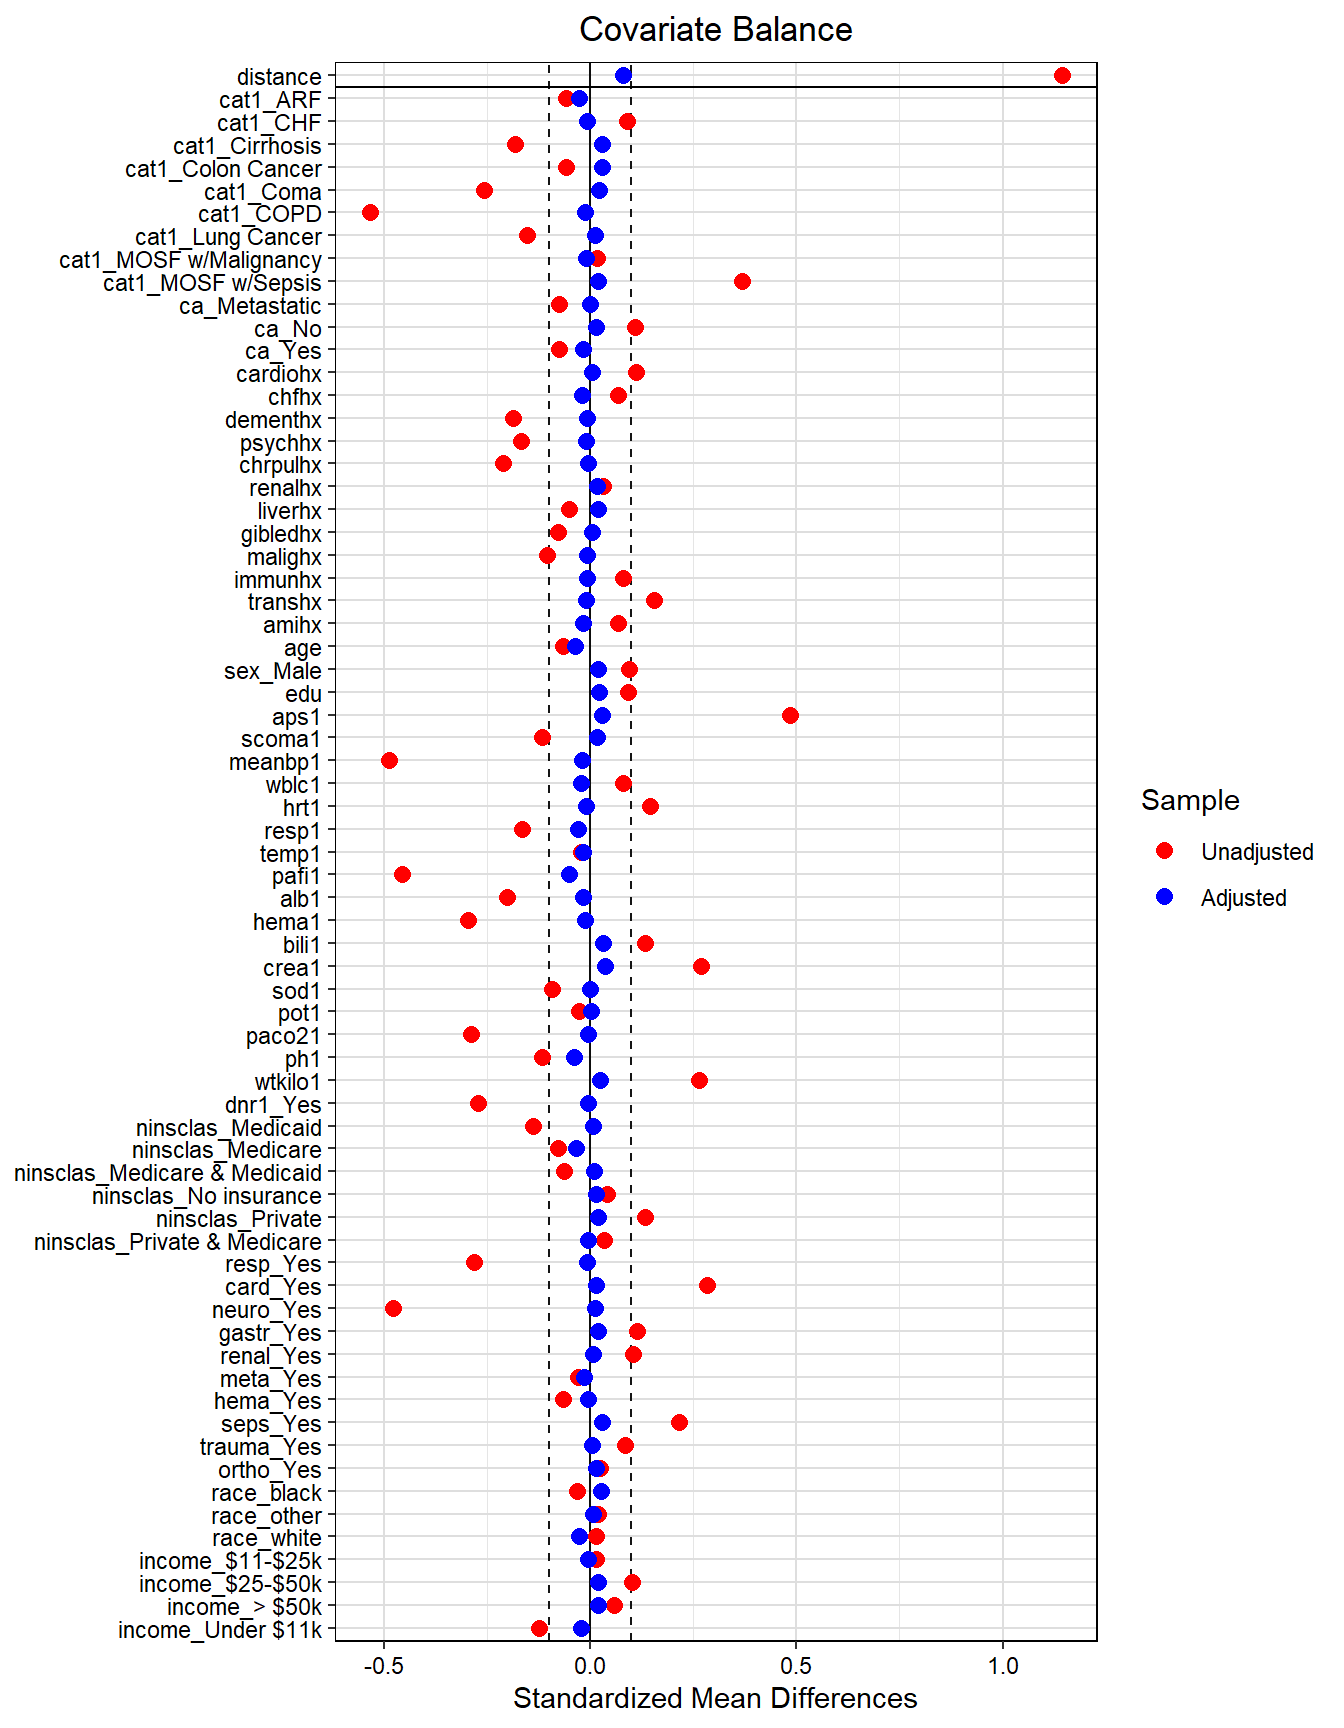 Covariate Balance
distance
cat1_ARF
cat1_CHF
cat1_Cirrhosis
cat1_Colon Cancer
cat1_Coma
cat1_COPD
cat1_Lung Cancer
cat1_MOSF w/Malignancy
cat1_MOSF w/Sepsis
ca_Metastatic
ca_No
ca_Yes
cardiohx
chfhx
dementhx
psychhx
chrpulhx
renalhx
liverhx
gibledhx
malighx
immunhx
transhx
amihx
age
sex_Male
edu
aps1
scoma1
meanbp1
wblc1
hrt1
resp1
temp1
pafi1
alb1
hema1
bili1
crea1
sod1
pot1
paco21
ph1
wtkilo1
dnr1_Yes
ninsclas_Medicaid
ninsclas_Medicare
ninsclas_Medicare & Medicaid
ninsclas_No insurance
ninsclas_Private
ninsclas_Private & Medicare
resp_Yes
card_Yes
neuro_Yes
gastr_Yes
renal_Yes
meta_Yes
hema_Yes
seps_Yes
trauma_Yes
ortho_Yes
race_black
race_other
race_white
income_$11-$25k
income_$25-$50k
income_> $50k
income_Under $11k
-0.5 0.0 0.5 1.0
Standardized Mean Differences
Sample
Unadjusted
Adjusted